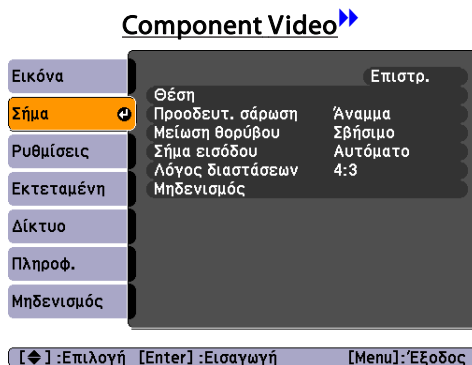 Component Video
Εικόνα
Σήμα
Ρυθμίσεις
Εκτεταμένη
Δίκτυο
Πληροφ.
Μηδενισμός
Επιστρ.
Θέση
Προοδευτ. σάρωση Άναμμα
Μείωση θορύβου Σβήσιμο
Σήμα εισόδου Αυτόματο
Λόγος διαστάσεων 4:3
Μηδενισμός
[ ] :Επιλογή [Enter] :Εισαγωγή [Menu]:Έξοδος